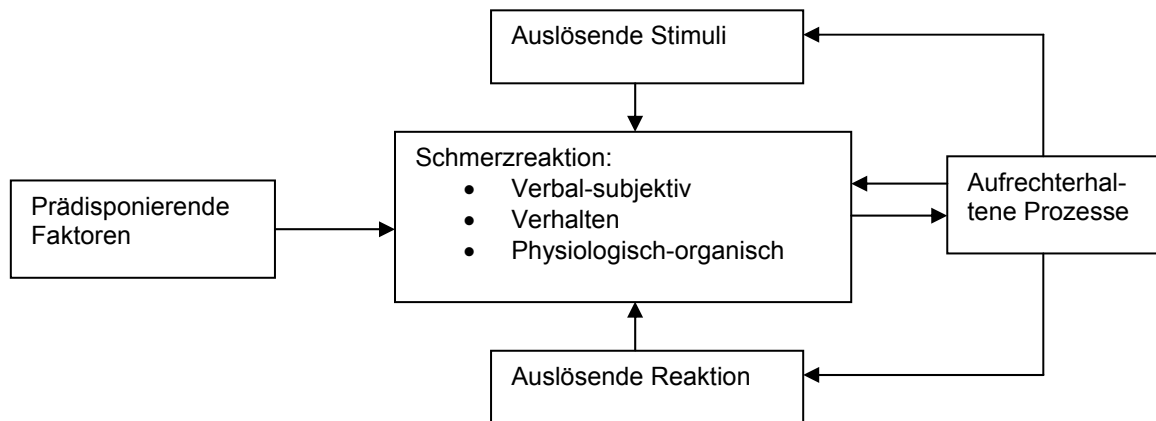 Auslösende Stimuli
Schmerzreaktion:
• Verbal-subjektiv
• Verhalten
• Physiologisch-organisch
Prädisponierende
Faktoren
Aufrechterhal-
tene Prozesse
Auslösende Reaktion